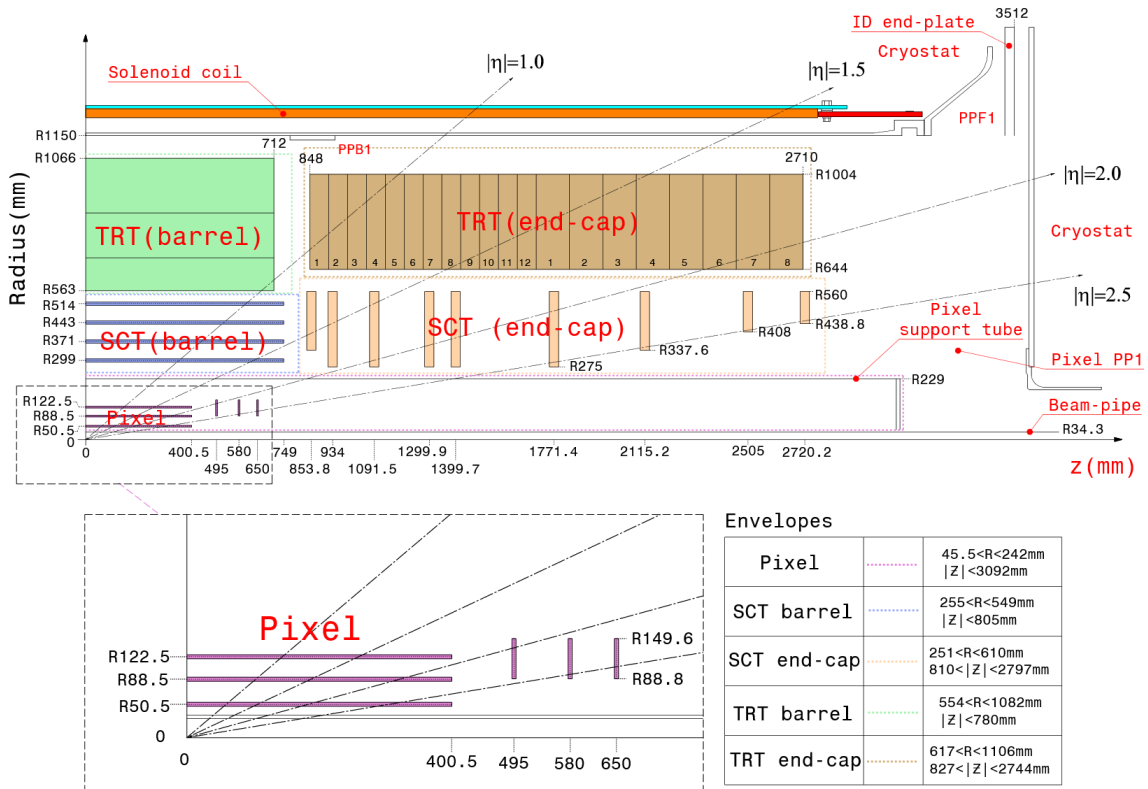 3512
ID end-plate
Cryostat
|η|=1.0
|η|=1.5
Solenoid coil
PPF1
R1150
712
PPB1
R1066
848
2710
R1004
|η|=2.0
Radius(mm)
TRT(end-cap)
TRT(barrel)
Cryostat
1 2 3 4 5 6 7 8 9 10 11 12 1 2 3 4 5 6 7 8
R644
R563
R560
|η|=2.5
R514
1 2 3 4 5 6 7 8
Pixel
support tube
R443
SCT (end-cap)
R438.8
R408
R371
SCT(barrel)
R337.6
Pixel PP1
R299
R275
R229
R122.5
Beam-pipe
R88.5
Pixel
R50.5
R34.3
0
0 400.5 580 749 934 1299.9 1771.4 2115.2 2505 2720.2
495 650 853.8 1091.5 1399.7
z(mm)
Pixel
R149.6
R122.5
R88.5
R88.8
R50.5
0
0
400.5
495
580
650
Envelopes
Pixel
45.5<R<242mm
|Z|<3092mm
SCT barrel
255<R<549mm
|Z|<805mm
SCT end-cap
251<R<610mm
810<|Z|<2797mm
TRT barrel
554<R<1082mm
|Z|<780mm
TRT end-cap
617<R<1106mm
827<|Z|<2744mm